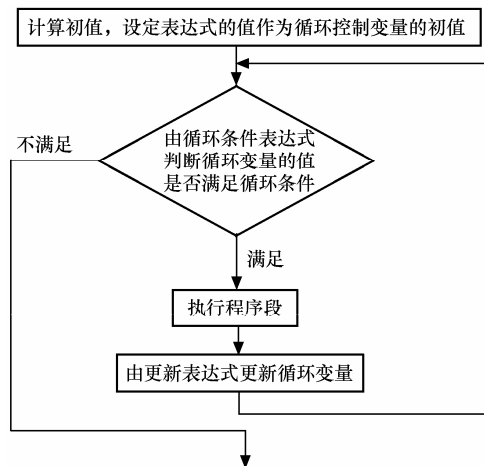 计算初值，设定表达式的值作为循环控制变量的初值
由循环条件表达式
判断循环变量的值
是否满足循环条件
不满足
满足
执行程序段
由更新表达式更新循环变量